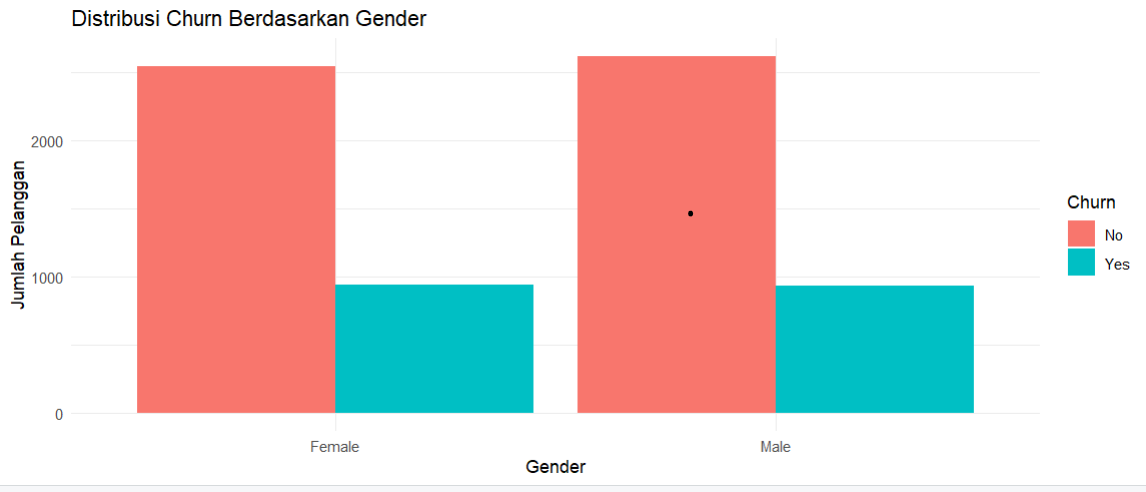 Distribusi Churn Berdasarkan Gender
Jumlah Pelanggan
2000
1000
0
Female
Male
Gender
Churn
No
Yes